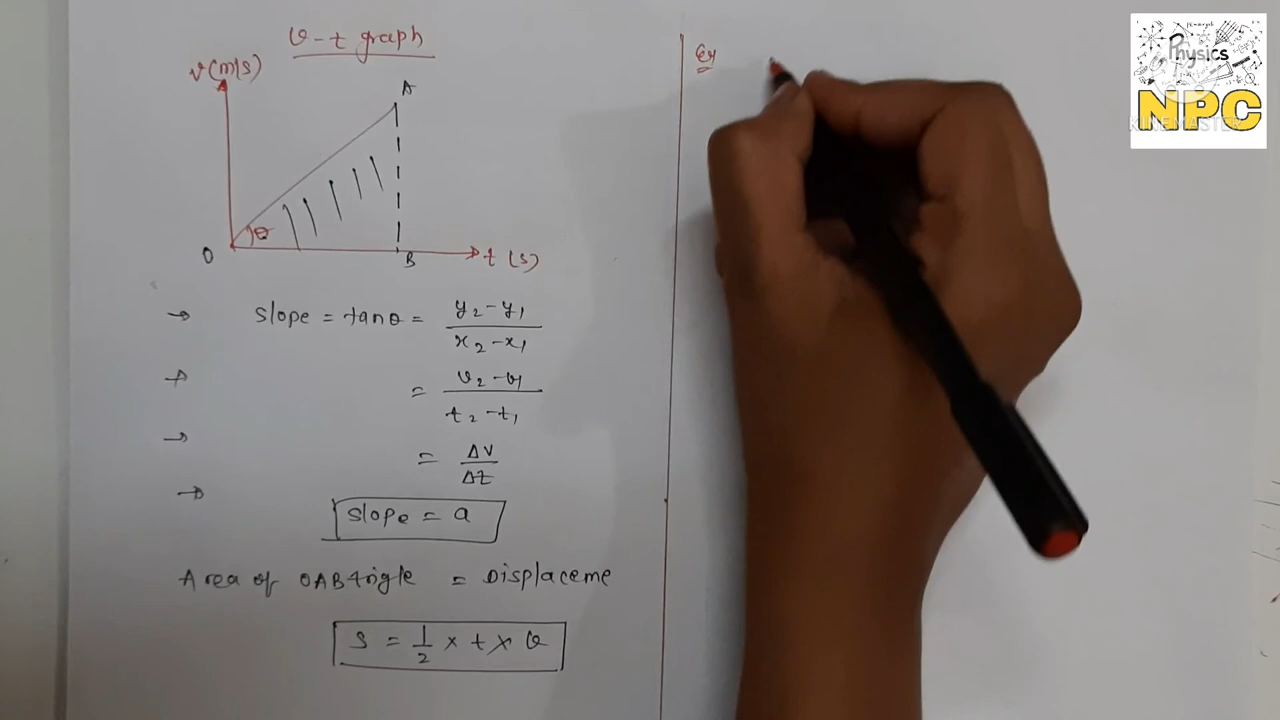 v-t graph
v(m/s)
A
θ
O
B
t (s)
→ slope = tanθ = y₂-y₁ / x₂-x₁
→ = v₂-v₁ / t₂-t₁
→ = Δv / Δt
→ slope = a
Area of OAB trigle = Displaceme
S = 1/2 × t × v
Ex
Physics
NPC
KINEMASTER